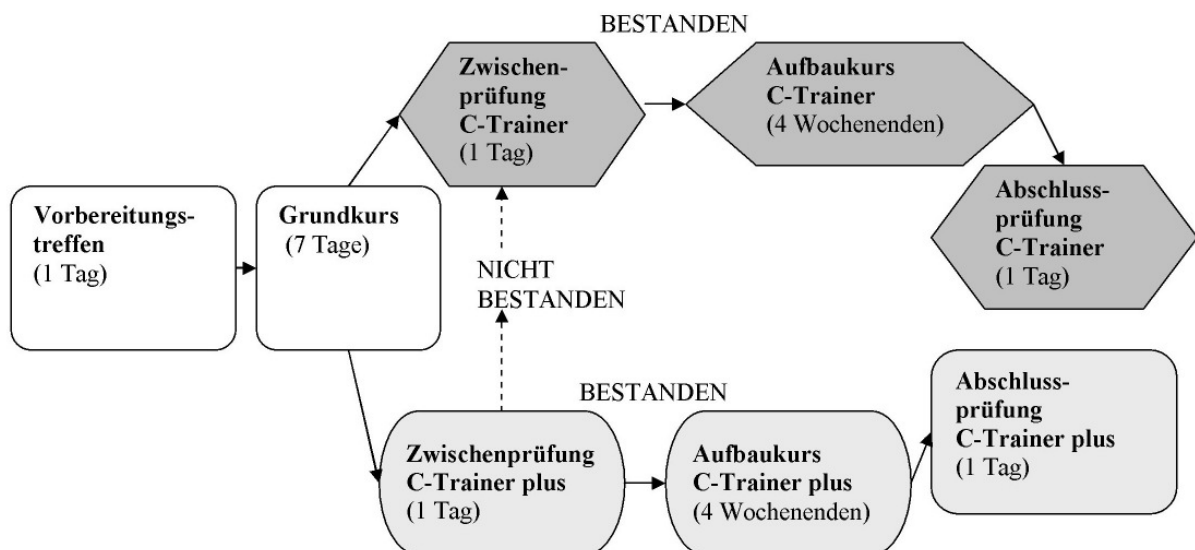 BESTANDEN
Zwischen-
prüfung
C-Trainer
(1 Tag)
Aufbaukurs
C-Trainer
(4 Wochenenden)
Abschluss-
prüfung
C-Trainer
(1 Tag)
Vorbereitungs-
treffen
(1 Tag)
Grundkurs
(7 Tage)
NICHT
BESTANDEN
BESTANDEN
Zwischenprüfung
C-Trainer plus
(1 Tag)
Aufbaukurs
C-Trainer plus
(4 Wochenenden)
Abschluss-
prüfung
C-Trainer plus
(1 Tag)